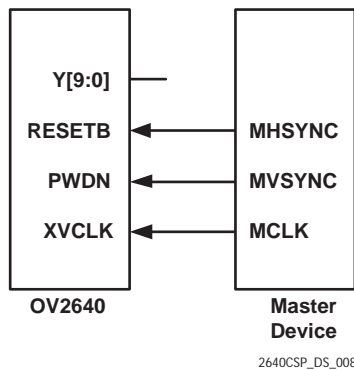 Y[9:0]
RESETB
MHSYNC
PWDN
MVSYNC
XVCLK
MCLK
OV2640
Master
Device
2640CSP_DS_008